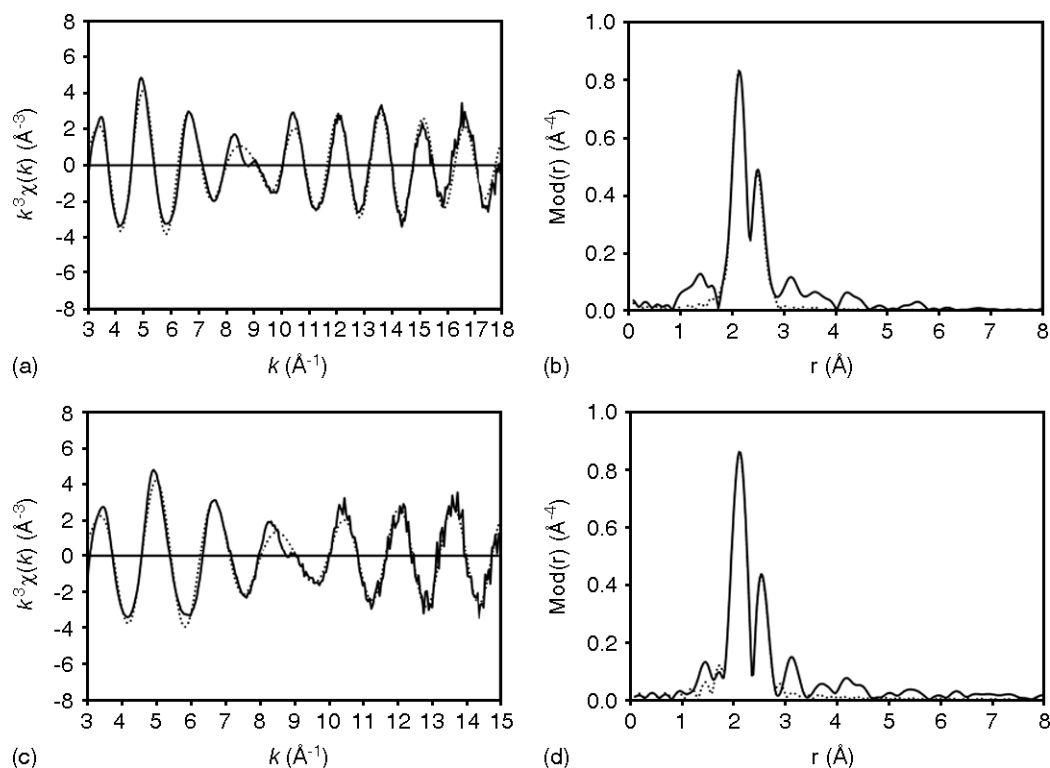 8
6
4
2
0
-2
-4
-6
-8
k³χ(k) (Å⁻³)
3 4 5 6 7 8 9 10 11 12 13 14 15 16 17 18
(a)
k (Å⁻¹)
1.0
0.8
0.6
0.4
0.2
0.0
Mod(r) (Å⁻⁴)
0 1 2 3 4 5 6 7 8
(b)
r (Å)
8
6
4
2
0
-2
-4
-6
-8
k³χ(k) (Å⁻³)
3 4 5 6 7 8 9 10 11 12 13 14 15
(c)
k (Å⁻¹)
1.0
0.8
0.6
0.4
0.2
0.0
Mod(r) (Å⁻⁴)
0 1 2 3 4 5 6 7 8
(d)
r (Å)